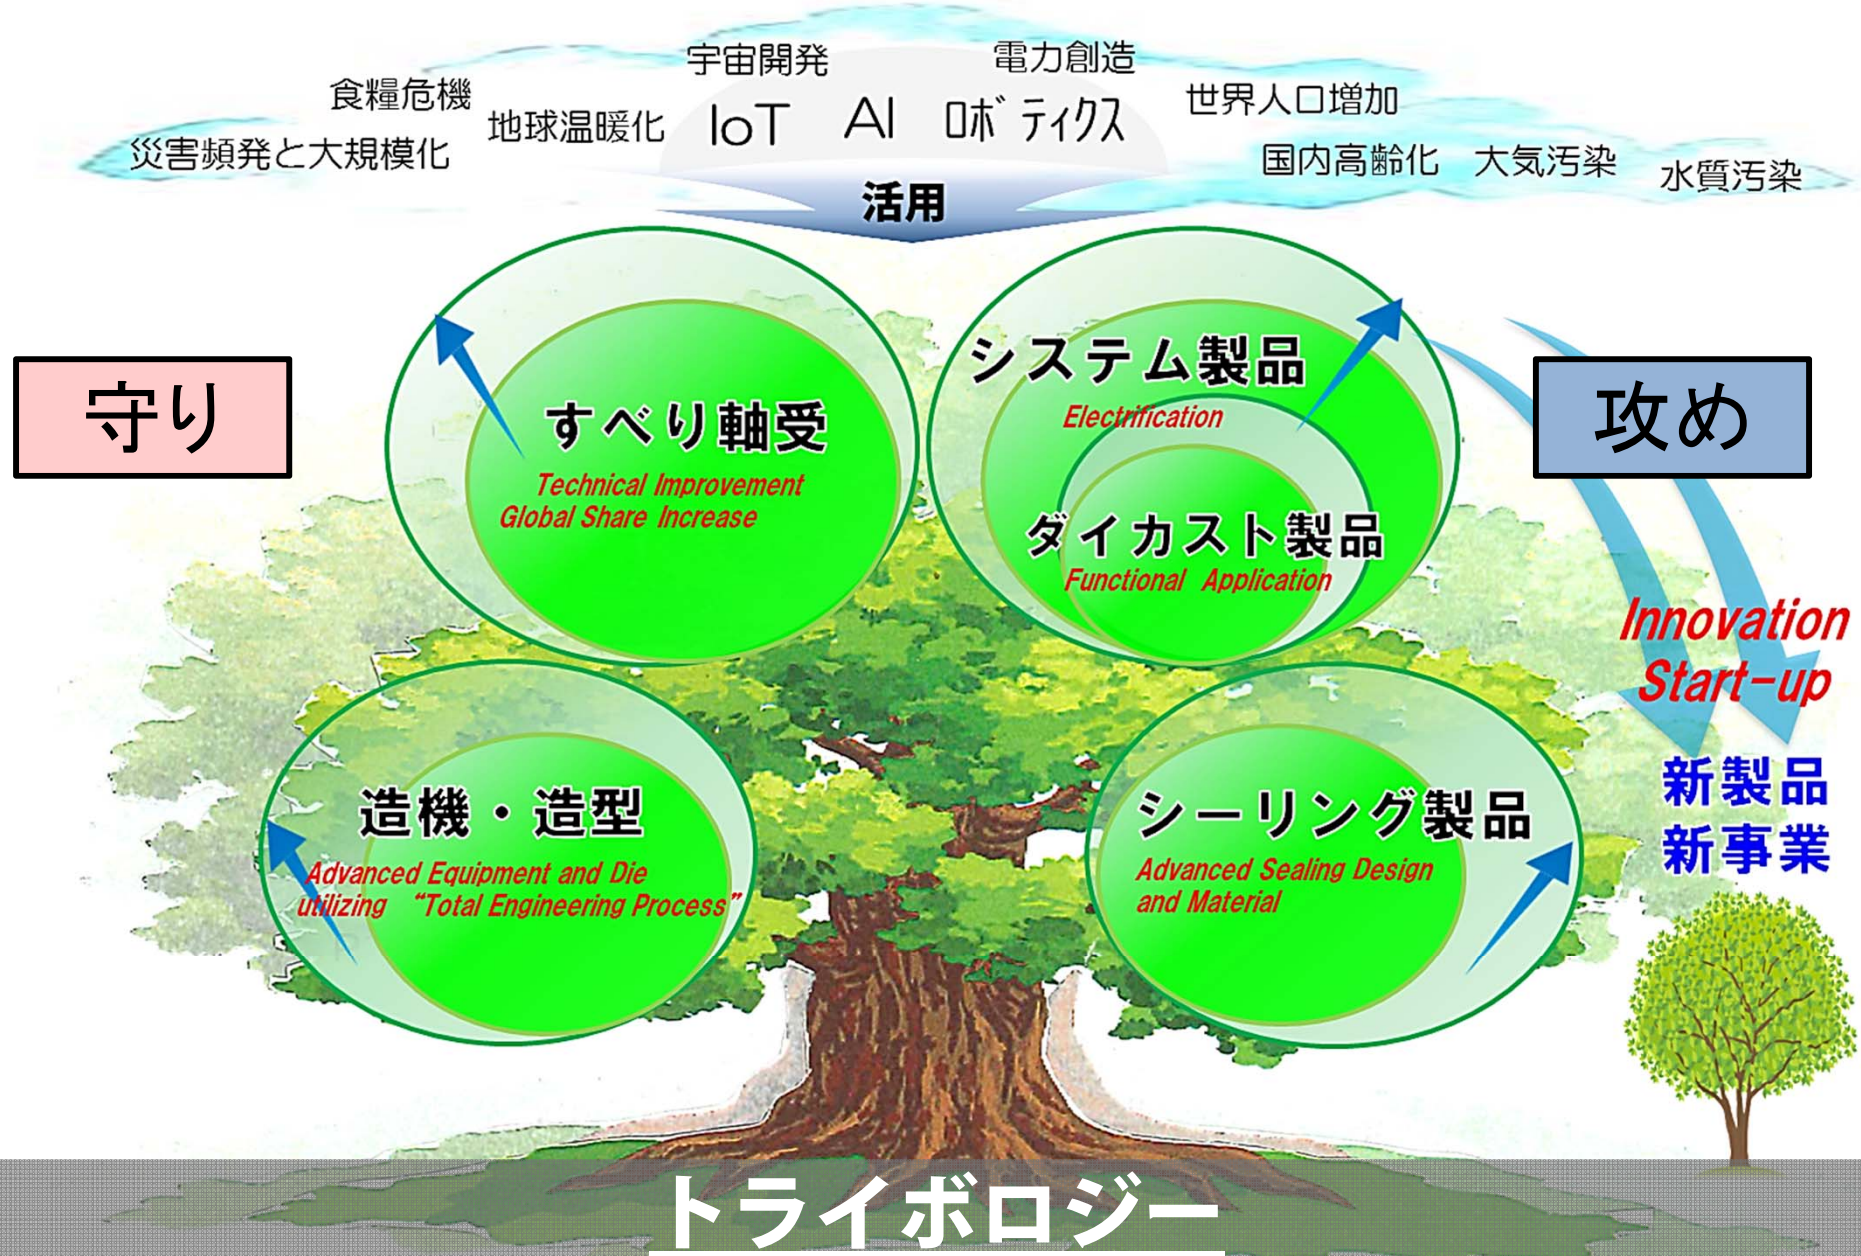 宇宙開発
電力創造
食糧危機
世界人口増加
地球温暖化
IoT AI ロボティクス
災害頻発と大規模化
国内高齢化
大気汚染
水質汚染
活用
守り
攻め
すべり軸受
Technical Improvement
Global Share Increase
システム製品
Electrification
ダイカスト製品
Functional Application
Innovation
Start-up
新製品
新事業
造機・造型
Advanced Equipment and Die
utilizing “Total Engineering Process”
シーリング製品
Advanced Sealing Design
and Material
トライボロジー